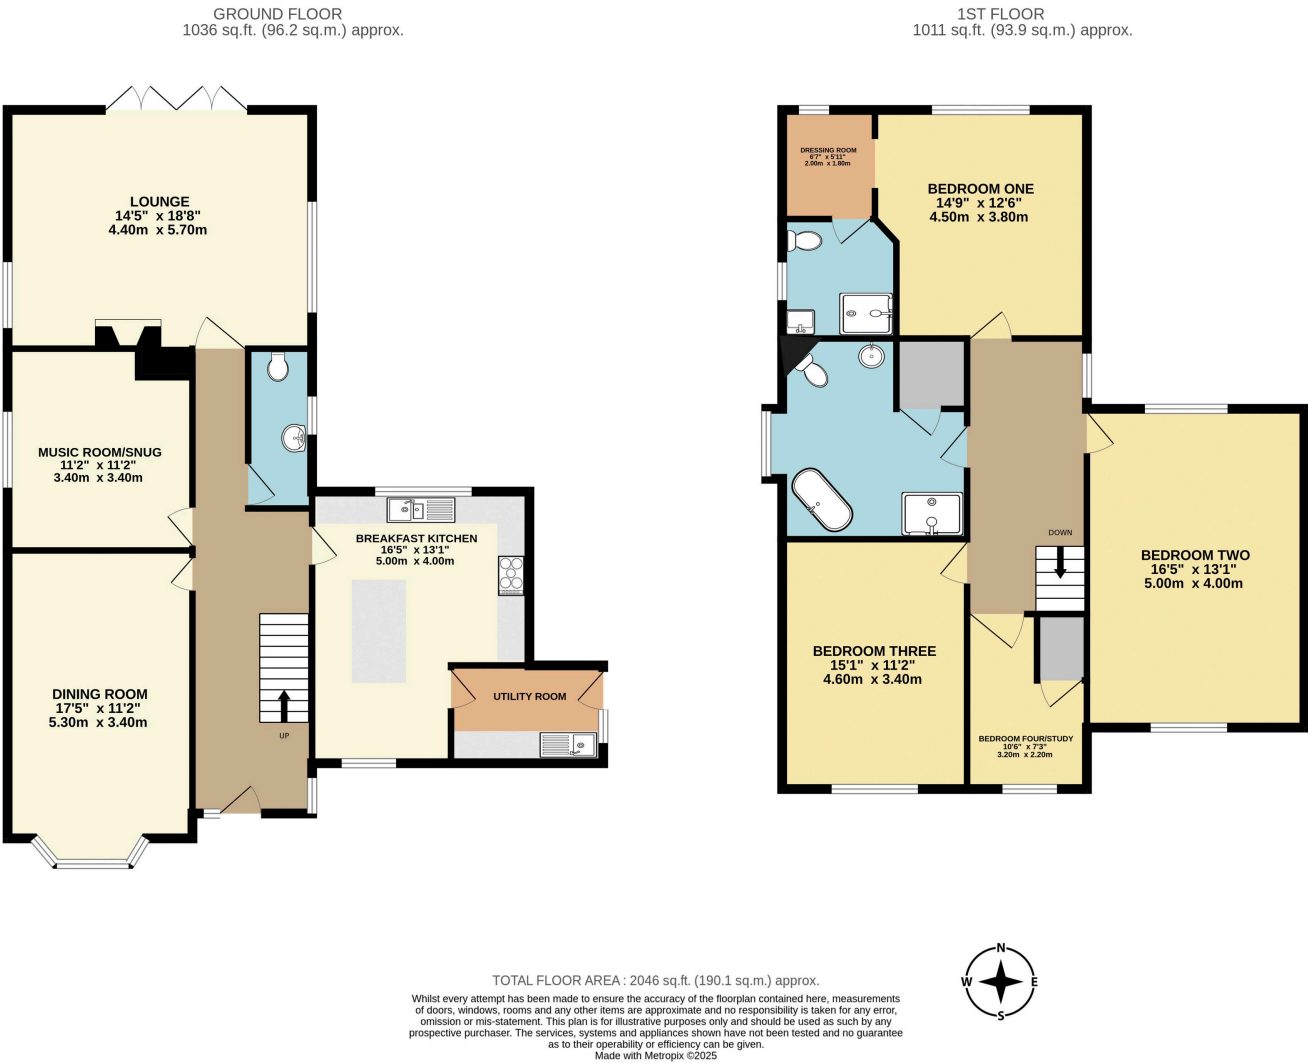 GROUND FLOOR
1036 sq.ft. (96.2 sq.m.) approx.
1ST FLOOR
1011 sq.ft. (93.9 sq.m.) approx.
LOUNGE
14'5" x 18'8"
4.40m x 5.70m
MUSIC ROOM/SNUG
11'2" x 11'2"
3.40m x 3.40m
BREAKFAST KITCHEN
16'5" x 13'1"
5.00m x 4.00m
DINING ROOM
17'5" x 11'2"
5.30m x 3.40m
UTILITY ROOM
UP
DRESSING ROOM
6'7" x 5'11"
2.00m x 1.80m
BEDROOM ONE
14'9" x 12'6"
4.50m x 3.80m
DOWN
BEDROOM TWO
16'5" x 13'1"
5.00m x 4.00m
BEDROOM THREE
15'1" x 11'2"
4.60m x 3.40m
BEDROOM FOUR/STUDY
10'6" x 7'3"
3.20m x 2.20m
N
W E
S
TOTAL FLOOR AREA : 2046 sq.ft. (190.1 sq.m.) approx.
Whilst every attempt has been made to ensure the accuracy of the floorplan contained here, measurements
of doors, windows, rooms and any other items are approximate and no responsibility is taken for any error,
omission or mis-statement. This plan is for illustrative purposes only and should be used as such by any
prospective purchaser. The services, systems and appliances shown have not been tested and no guarantee
as to their operability or efficiency can be given.
Made with Metropix ©2025